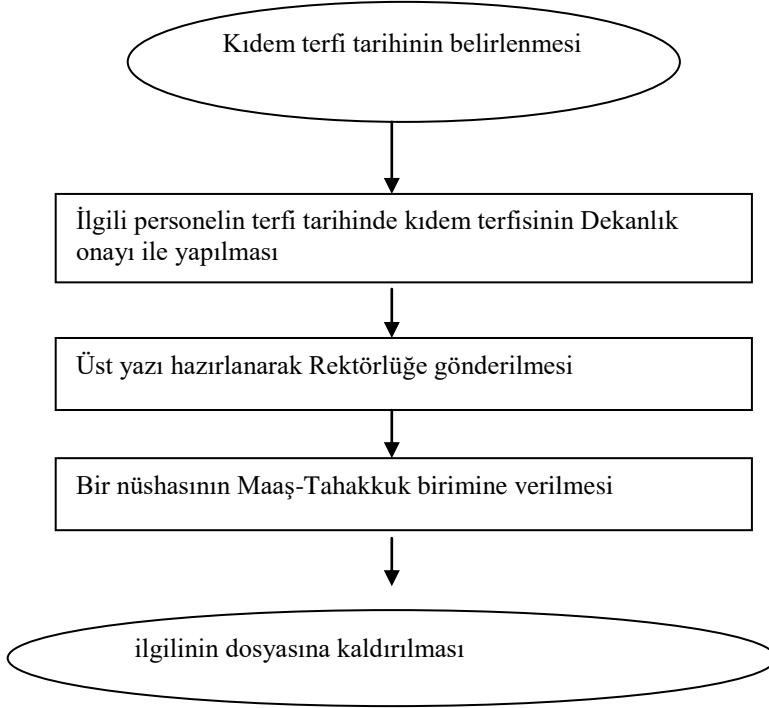 Kıdem terfi tarihinin belirlenmesi
İlgili personelin terfi tarihinde kıdem terfisinin Dekanlık
onayı ile yapılması
Üst yazı hazırlanarak Rektörlüğe gönderilmesi
Bir nüshasının Maaş-Tahakkuk birimine verilmesi
ilgilinin dosyasına kaldırılması